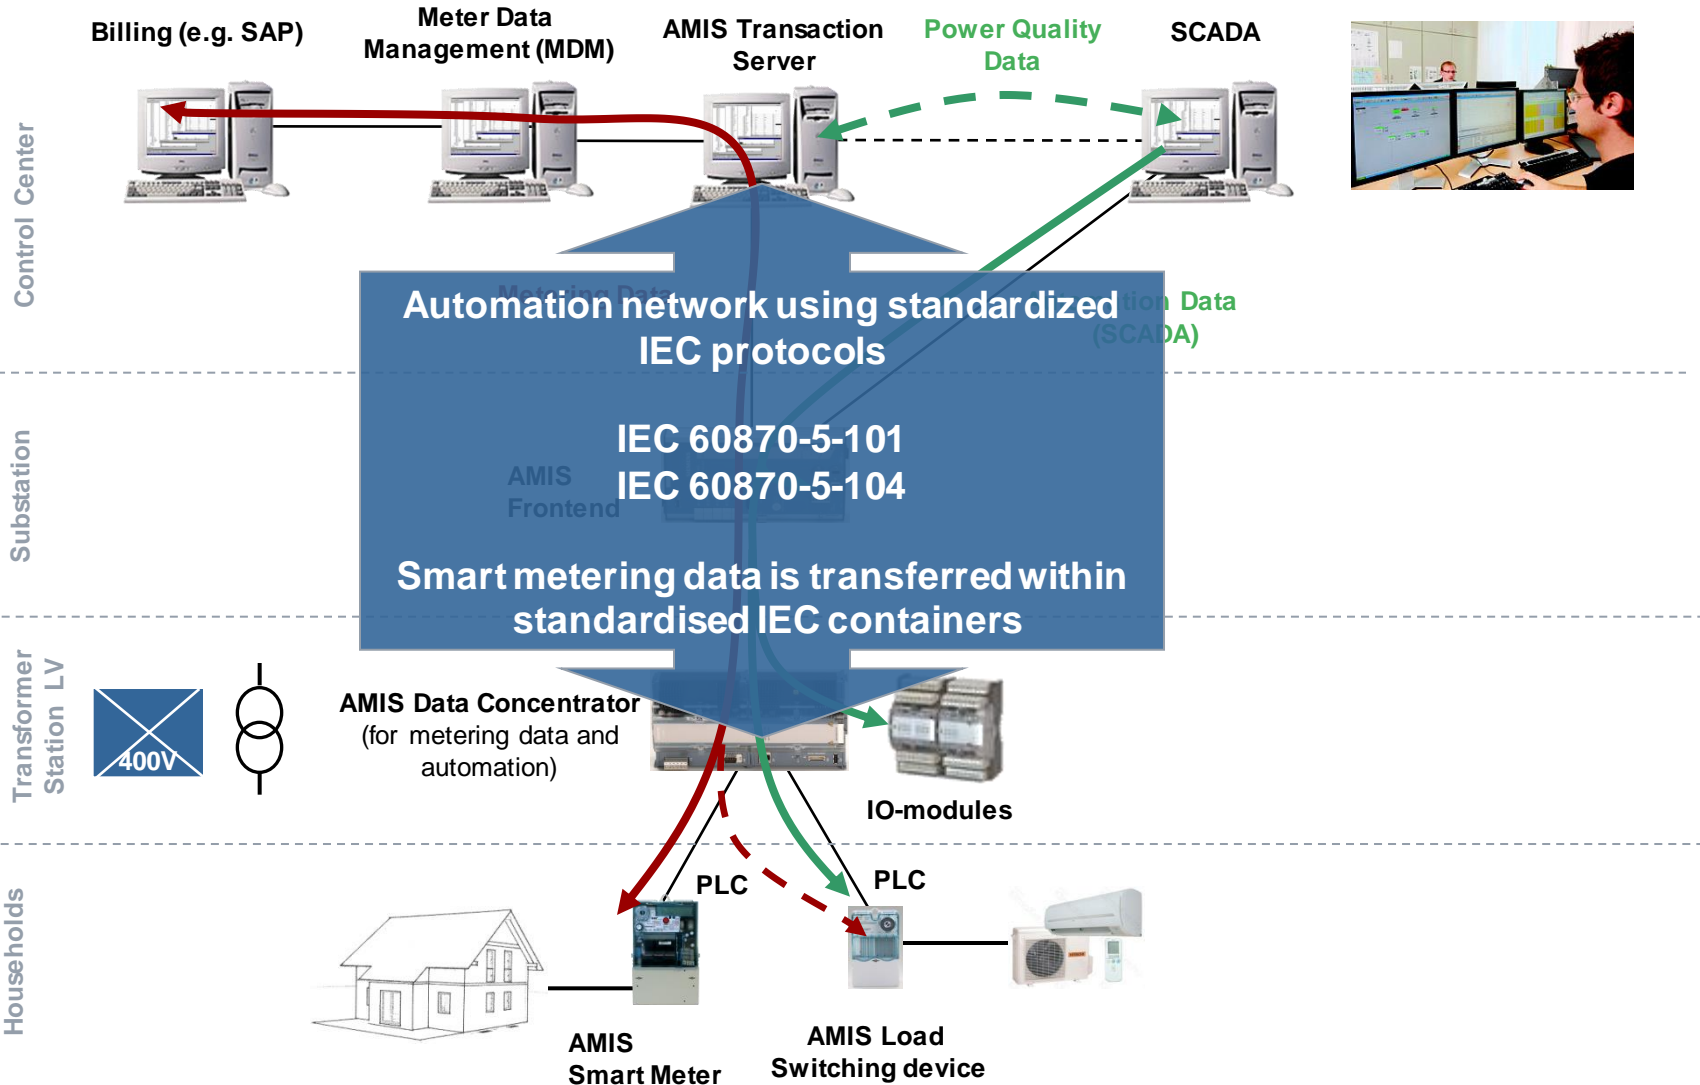 Billing (e.g. SAP)
Meter Data
Management (MDM)
AMIS Transaction
Server
Power Quality
Data
SCADA
Control Center
Metering Data
Automation network using standardized
IEC protocols
Data
(SCADA)
Substation
IEC 60870-5-101
IEC 60870-5-104
AMIS
Frontend
Smart metering data is transferred within
standardised IEC containers
Transformer
Station LV
400V
AMIS Data Concentrator
(for metering data and
automation)
IO-modules
Households
PLC
PLC
AMIS
Smart Meter
AMIS Load
Switching device